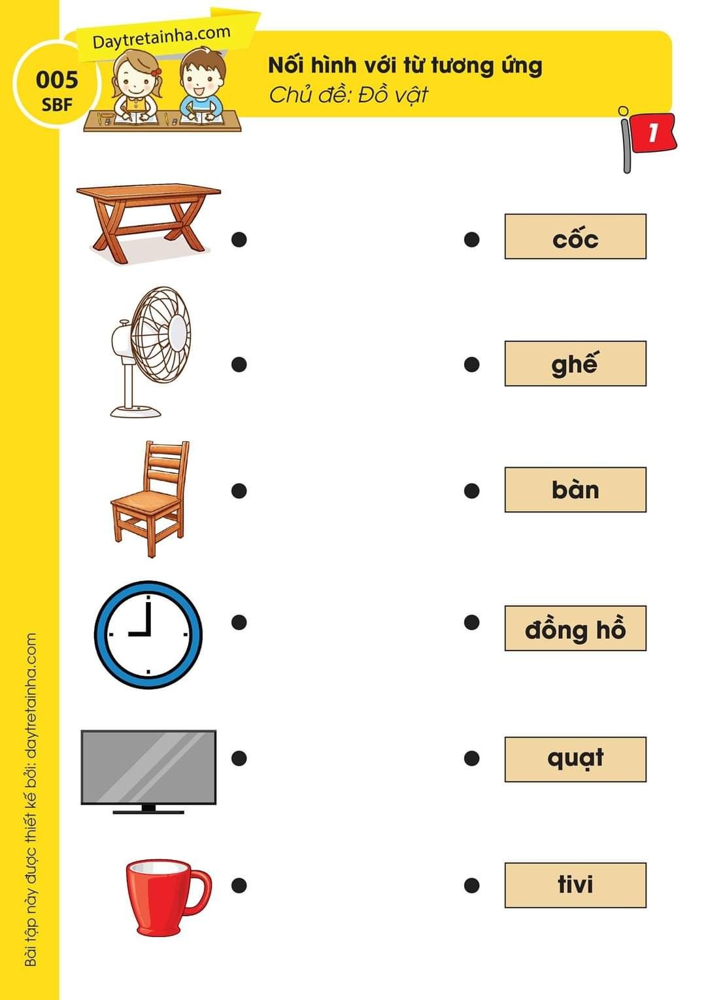 Daytretainha.com
005
SBF
Nối hình với từ tương ứng
Chủ đề: Đồ vật
1
cốc
ghế
bàn
đồng hồ
quạt
tivi
Bài tập này được thiết kế bởi: daytretainha.com